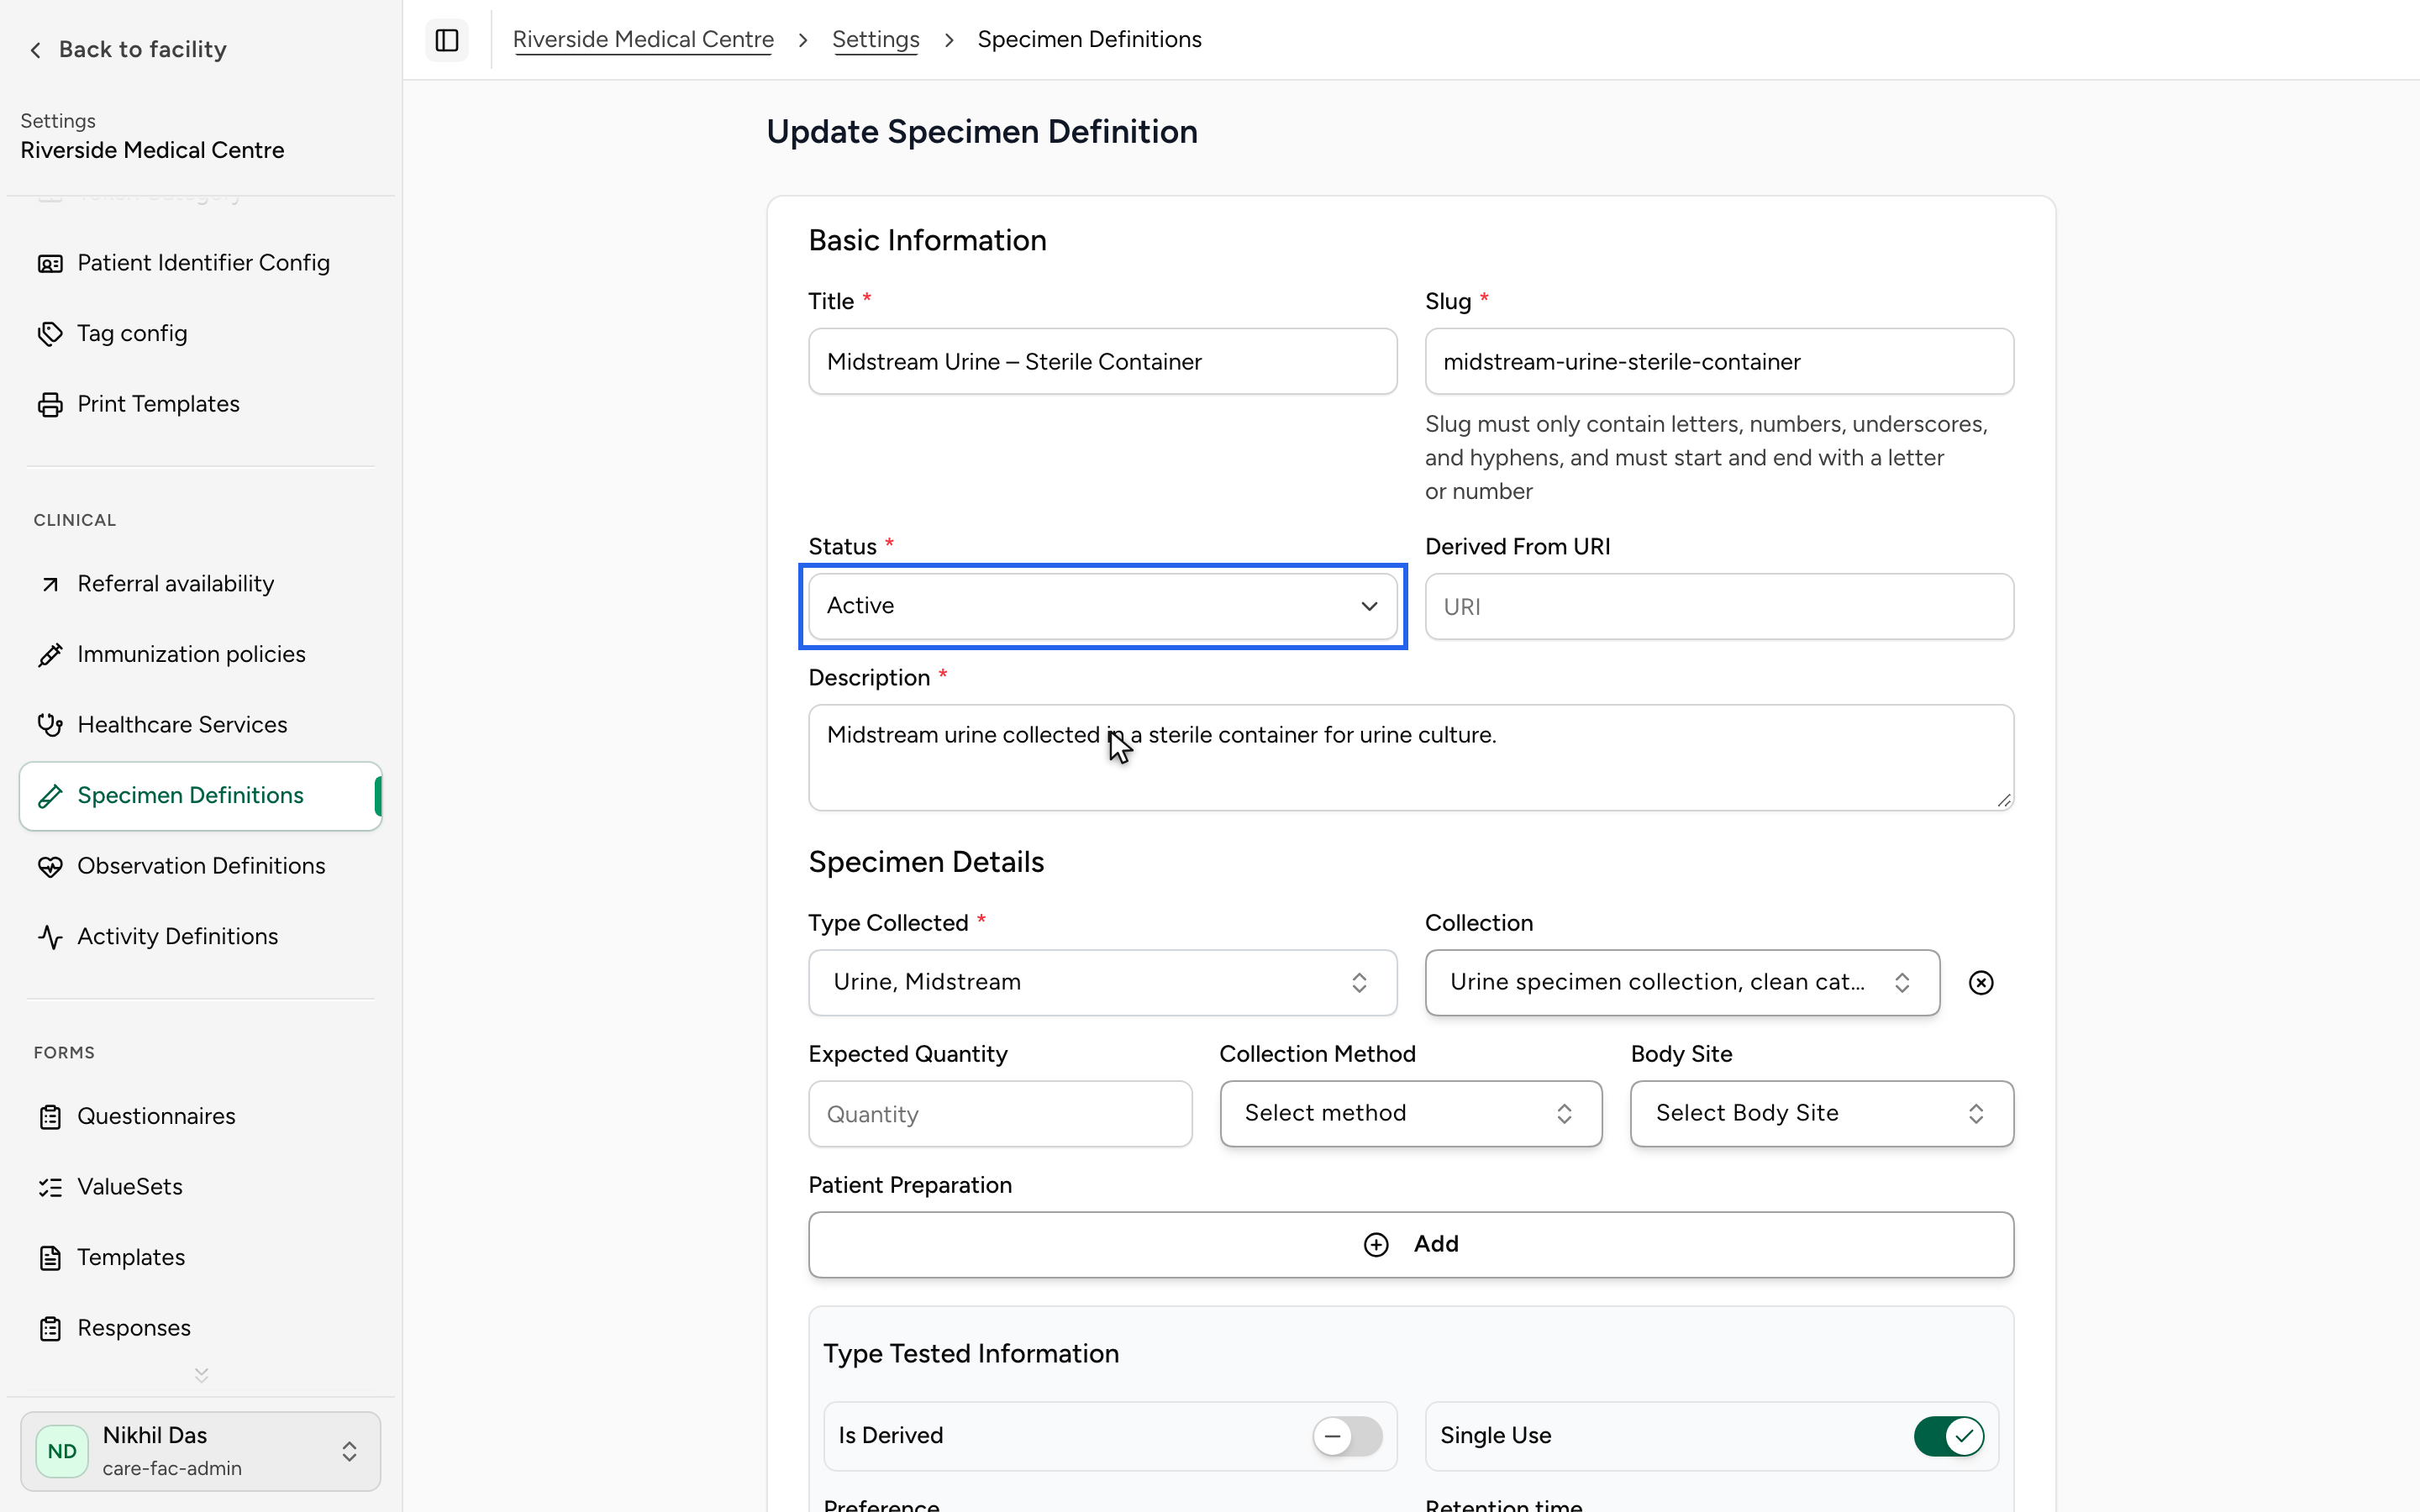 Back to facility
Settings
Riverside Medical Centre
Patient Identifier Config
Tag config
Print Templates
CLINICAL
Referral availability
Immunization policies
Healthcare Services
Specimen Definitions
Observation Definitions
Activity Definitions
FORMS
Questionnaires
ValueSets
Templates
Responses
ND
Nikhil Das
care-fac-admin
Riverside Medical Centre > Settings > Specimen Definitions
Update Specimen Definition
Basic Information
Title *
Midstream Urine – Sterile Container
Slug *
midstream-urine-sterile-container
Slug must only contain letters, numbers, underscores,
and hyphens, and must start and end with a letter
or number
Status *
Active
Derived From URI
URI
Description *
Midstream urine collected in a sterile container for urine culture.
Specimen Details
Type Collected *
Urine, Midstream
Collection
Urine specimen collection, clean cat...
Expected Quantity
Quantity
Collection Method
Select method
Body Site
Select Body Site
Patient Preparation
Add
Type Tested Information
Is Derived
Single Use
Preference
Retention time